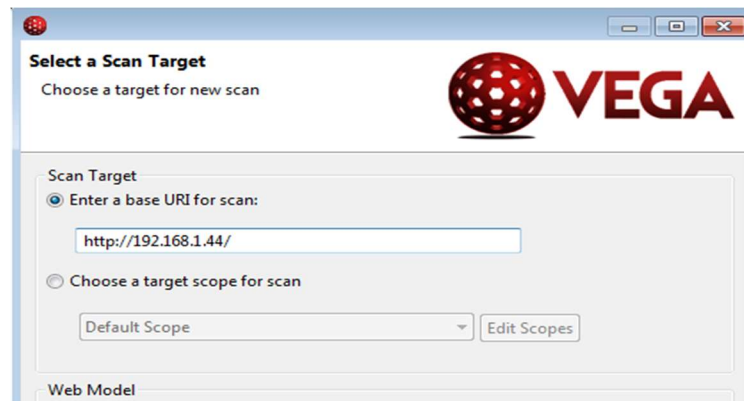 Select a Scan Target
Choose a target for new scan
VEGA
Scan Target
Enter a base URI for scan:
http://192.168.1.44/
Choose a target scope for scan
Default Scope Edit Scopes
Web Model